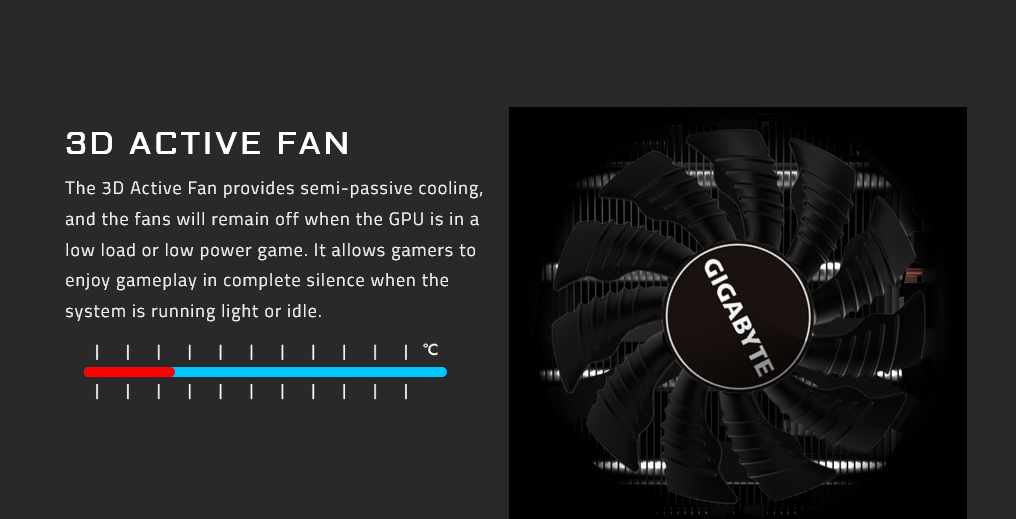 3D ACTIVE FAN
The 3D Active Fan provides semi-passive cooling,
and the fans will remain off when the GPU is in a
low load or low power game. It allows gamers to
enjoy gameplay in complete silence when the
system is running light or idle.
℃
GIGABYTE